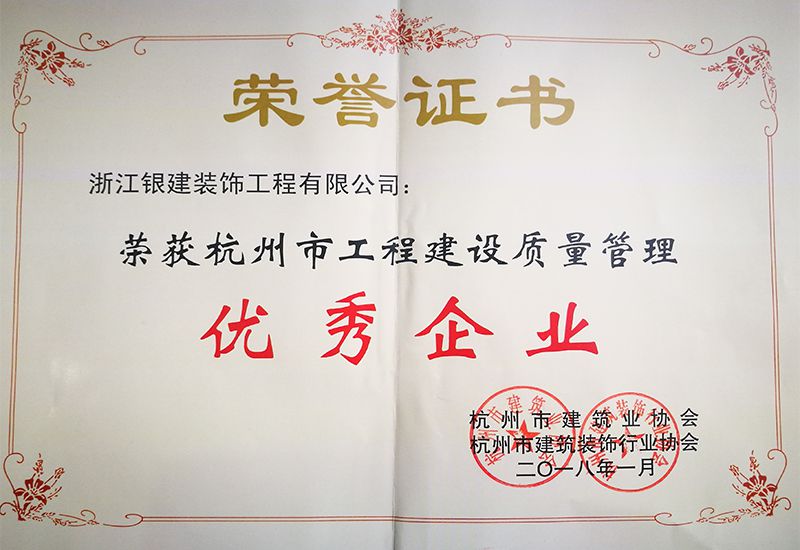 荣誉证书
浙江银建装饰工程有限公司：
荣获杭州市工程建设质量管理
优秀企业
杭州市建筑业协会
杭州市建筑装饰行业协会
二〇一八年一月